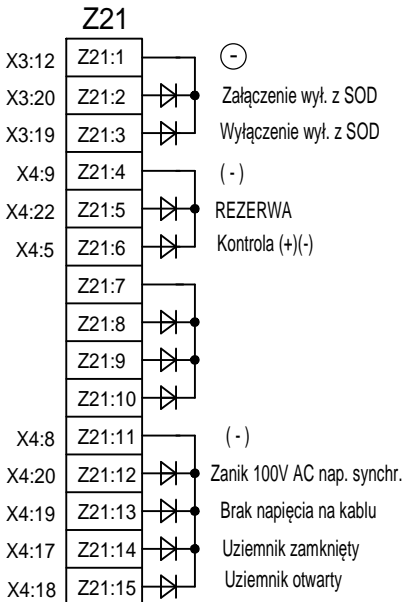 Z21
X3:12 Z21:1 -
X3:20 Z21:2 Załączenie wył. z SOD
X3:19 Z21:3 Wyłączenie wył. z SOD
X4:9 Z21:4 ( - )
X4:22 Z21:5 REZERWA
X4:5 Z21:6 Kontrola (+)(-)
Z21:7
Z21:8
Z21:9
Z21:10
X4:8 Z21:11 ( - )
X4:20 Z21:12 Zanik 100V AC nap. synchr.
X4:19 Z21:13 Brak napięcia na kablu
X4:17 Z21:14 Uziemnik zamknięty
X4:18 Z21:15 Uziemnik otwarty